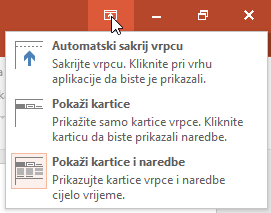 Automatski sakrij vrpcu
Sakrijte vrpcu. Kliknite pri vrhu
aplikacije da biste je prikazali.
Pokaži kartice
Prikažite samo kartice vrpce. Kliknite
karticu da biste prikazali naredbe.
Pokaži kartice i naredbe
Prikazujte kartice vrpce i naredbe
cijelo vrijeme.